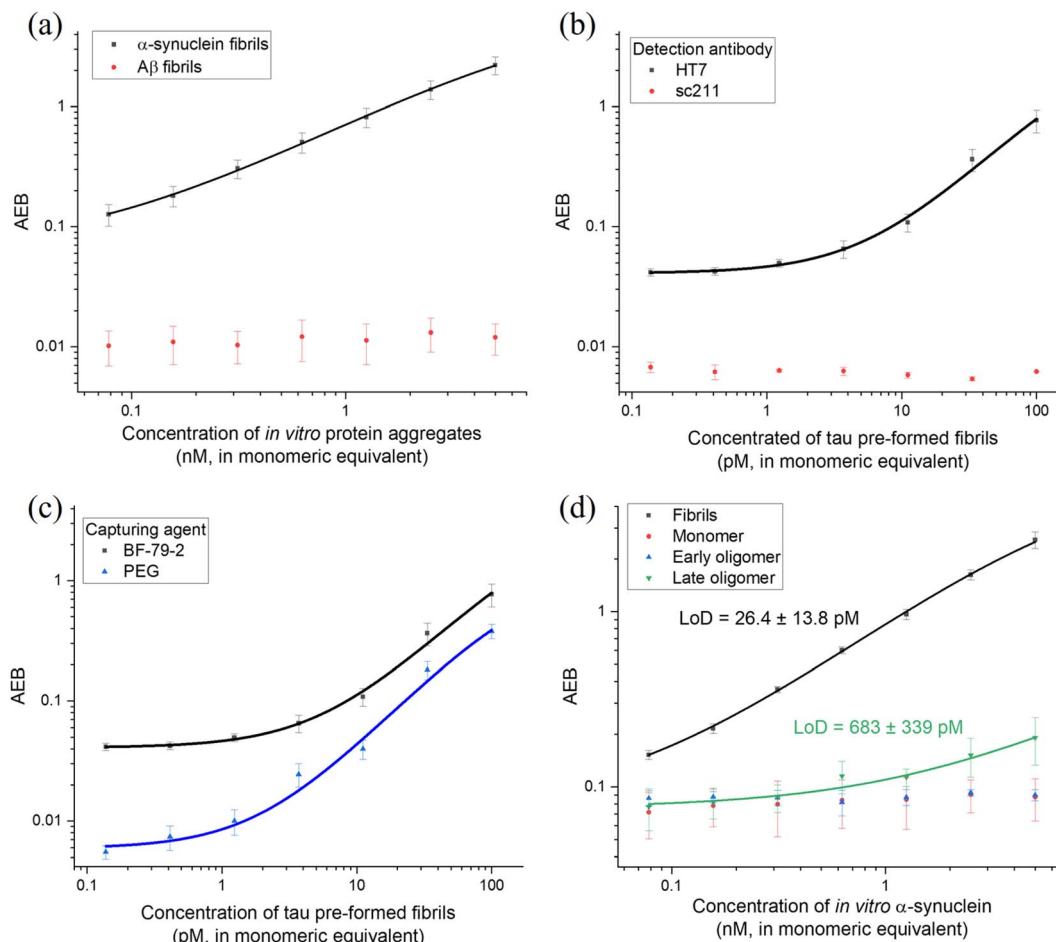 (a)
α-synuclein fibrils
Aβ fibrils
1
0.1
0.01
AEB
0.1
1
Concentration of in vitro protein aggregates
(nM, in monomeric equivalent)
(b)
Detection antibody
HT7
sc211
1
0.1
0.01
AEB
0.1
1
10
100
Concentrated of tau pre-formed fibrils
(pM, in monomeric equivalent)
(c)
Capturing agent
BF-79-2
PEG
1
0.1
0.01
AEB
0.1
1
10
100
Concentration of tau pre-formed fibrils
(pM, in monomeric equivalent)
(d)
Fibrils
Monomer
Early oligomer
Late oligomer
LoD = 26.4 ± 13.8 pM
LoD = 683 ± 339 pM
1
0.1
AEB
0.1
1
Concentration of in vitro α-synuclein
(nM, in monomeric equivalent)